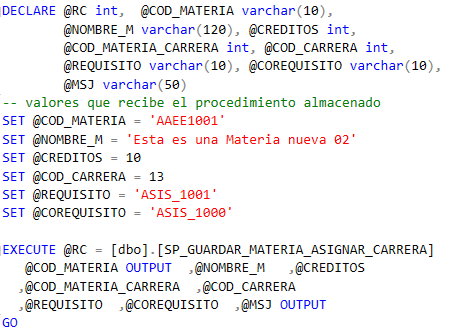 DECLARE @RC int,  @COD_MATERIA varchar(10),
        @NOMBRE_M varchar(120), @CREDITOS int,
        @COD_MATERIA_CARRERA int, @COD_CARRERA int,
        @REQUISITO varchar(10), @COREQUISITO varchar(10),
        @MSJ varchar(50)
-- valores que recibe el procedimiento almacenado
SET @COD_MATERIA = 'AAEE1001'
SET @NOMBRE_M = 'Esta es una Materia nueva 02'
SET @CREDITOS = 10
SET @COD_CARRERA = 13
SET @REQUISITO = 'ASIS_1001'
SET @COREQUISITO = 'ASIS_1000'
EXECUTE @RC = [dbo].[SP_GUARDAR_MATERIA_ASIGNAR_CARRERA]
   @COD_MATERIA OUTPUT  ,@NOMBRE_M   ,@CREDITOS
  ,@COD_MATERIA_CARRERA  ,@COD_CARRERA
  ,@REQUISITO  ,@COREQUISITO  ,@MSJ OUTPUT
GO